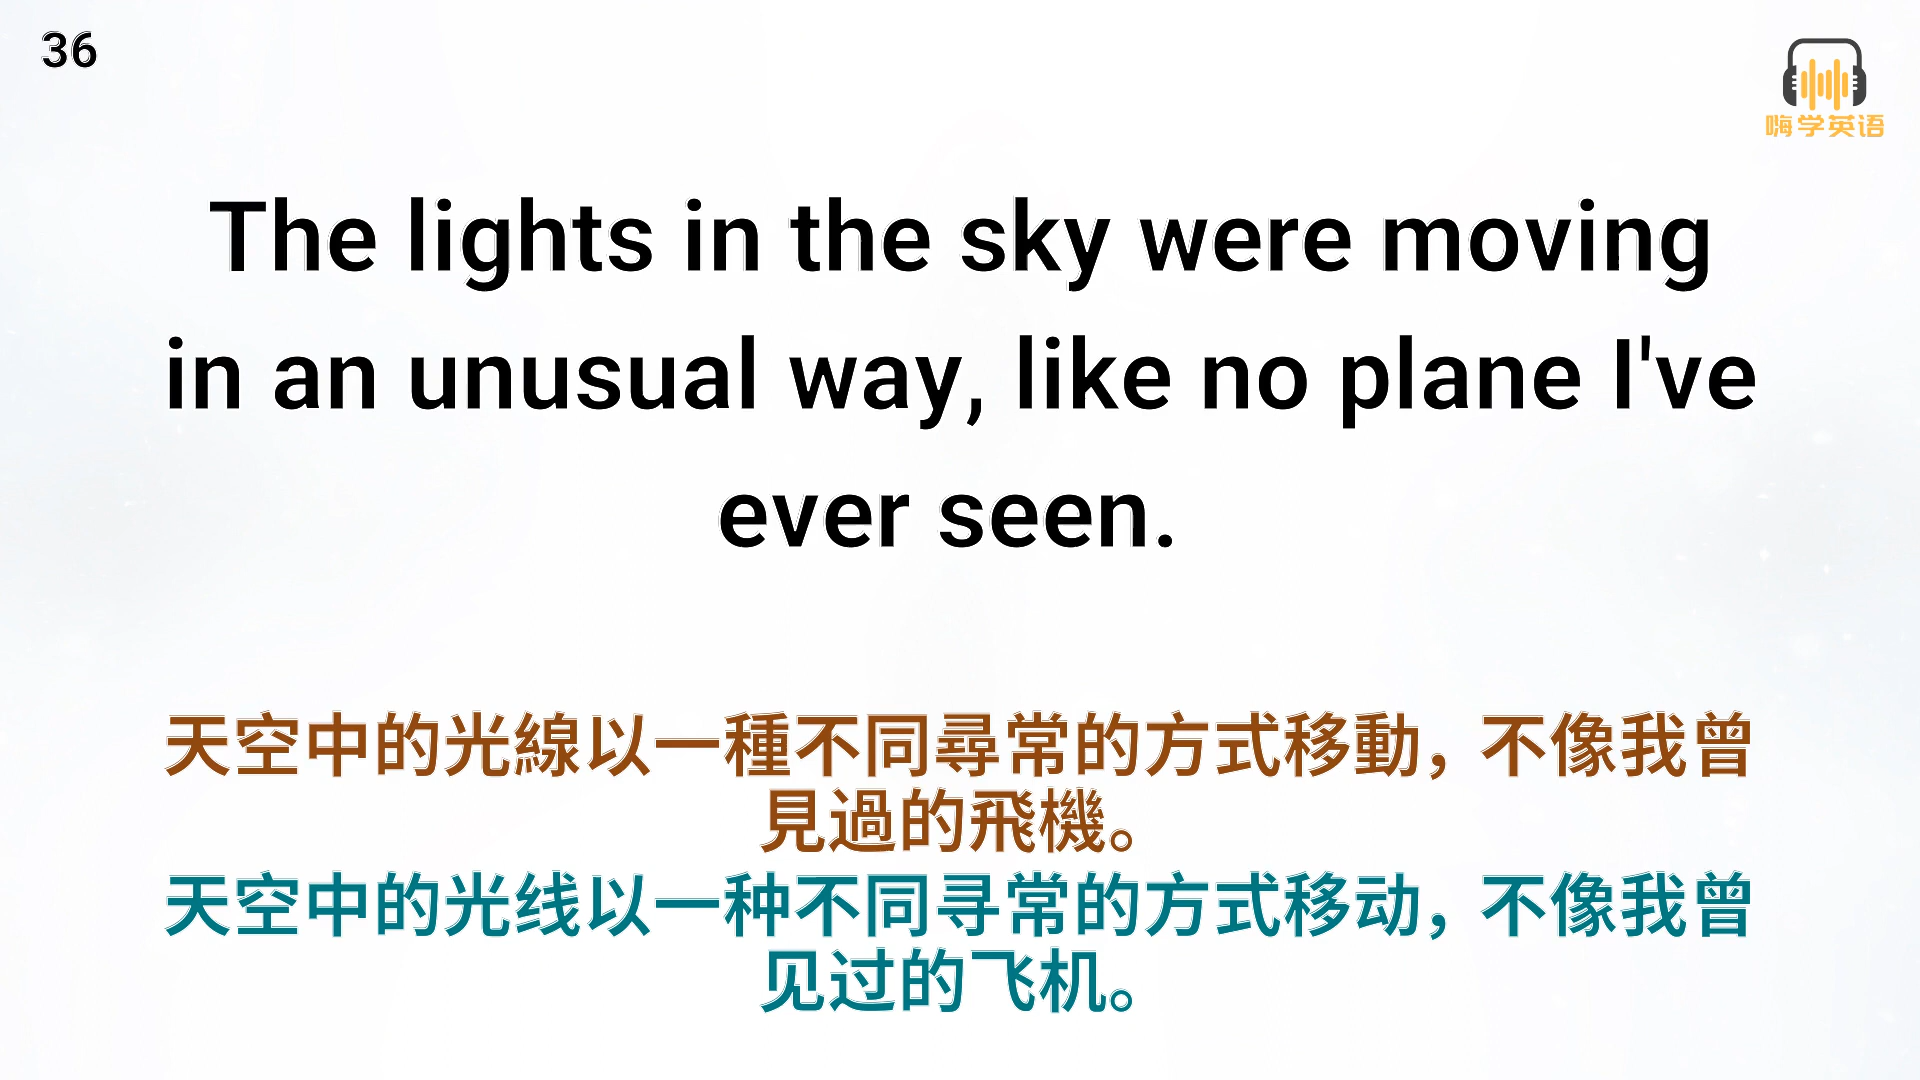 36
嗨学英语
The lights in the sky were moving
in an unusual way, like no plane I've
ever seen.
天空中的光線以一種不同尋常的方式移動，不像我曾
見過的飛機。
天空中的光线以一种不同寻常的方式移动，不像我曾
见过的飞机。